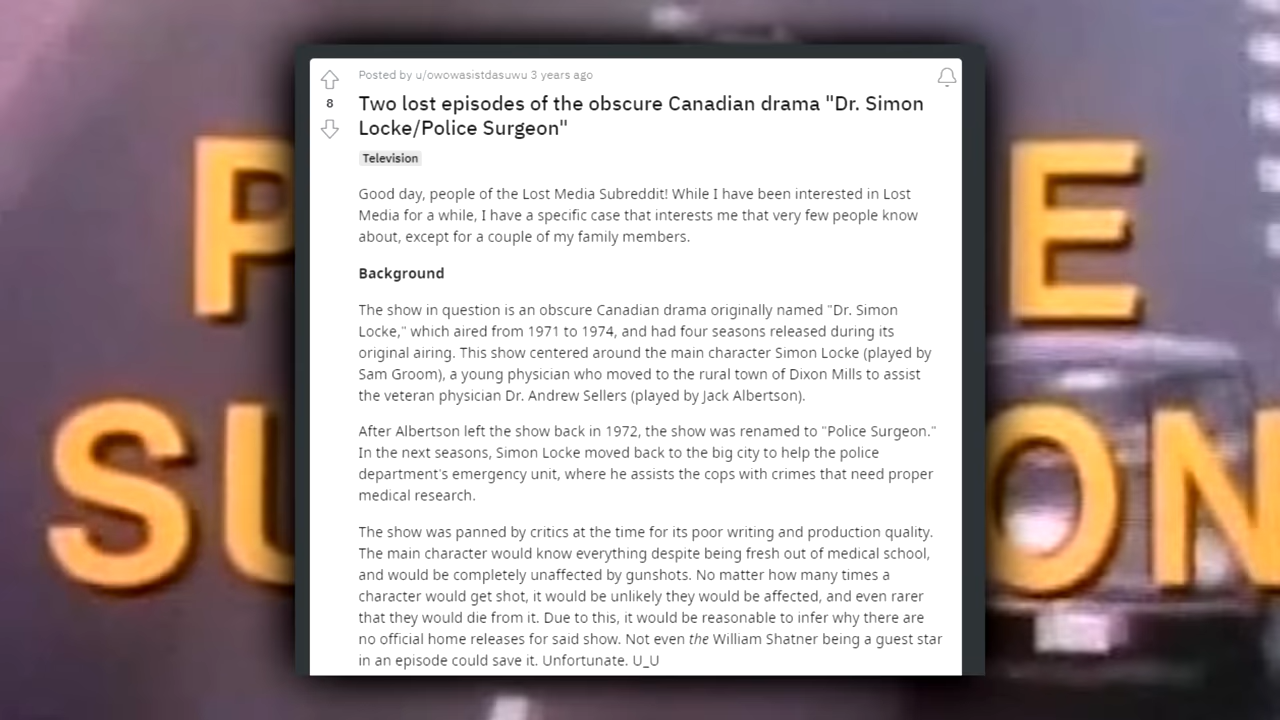 Posted by u/owowasistdasuwu 3 years ago
8
Two lost episodes of the obscure Canadian drama "Dr. Simon
Locke/Police Surgeon"
Television
Good day, people of the Lost Media Subreddit! While I have been interested in Lost
Media for a while, I have a specific case that interests me that very few people know
about, except for a couple of my family members.
Background
The show in question is an obscure Canadian drama originally named "Dr. Simon
Locke," which aired from 1971 to 1974, and had four seasons released during its
original airing. This show centered around the main character Simon Locke (played by
Sam Groom), a young physician who moved to the rural town of Dixon Mills to assist
the veteran physician Dr. Andrew Sellers (played by Jack Albertson).
After Albertson left the show back in 1972, the show was renamed to "Police Surgeon."
In the next seasons, Simon Locke moved back to the big city to help the police
department's emergency unit, where he assists the cops with crimes that need proper
medical research.
The show was panned by critics at the time for its poor writing and production quality.
The main character would know everything despite being fresh out of medical school,
and would be completely unaffected by gunshots. No matter how many times a
character would get shot, it would be unlikely they would be affected, and even rarer
that they would die from it. Due to this, it would be reasonable to infer why there are
no official home releases for said show. Not even the William Shatner being a guest star
in an episode could save it. Unfortunate. U_U
P E
SU ON